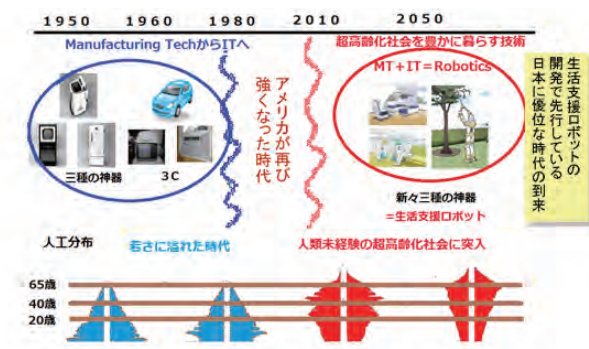 1950 1960 1980 2010 2050
Manufacturing TechからITへ
超高齢化社会を豊かに暮らす技術
MT+IT=Robotics
アメリカが再び
強くなった時代
生活支援ロボットの
開発で先行している
日本に優位な時代の到来
三種の神器
3C
新々三種の神器
=生活支援ロボット
人工分布
若さに溢れた時代
人類未経験の超高齢化社会に突入
65歳
40歳
20歳